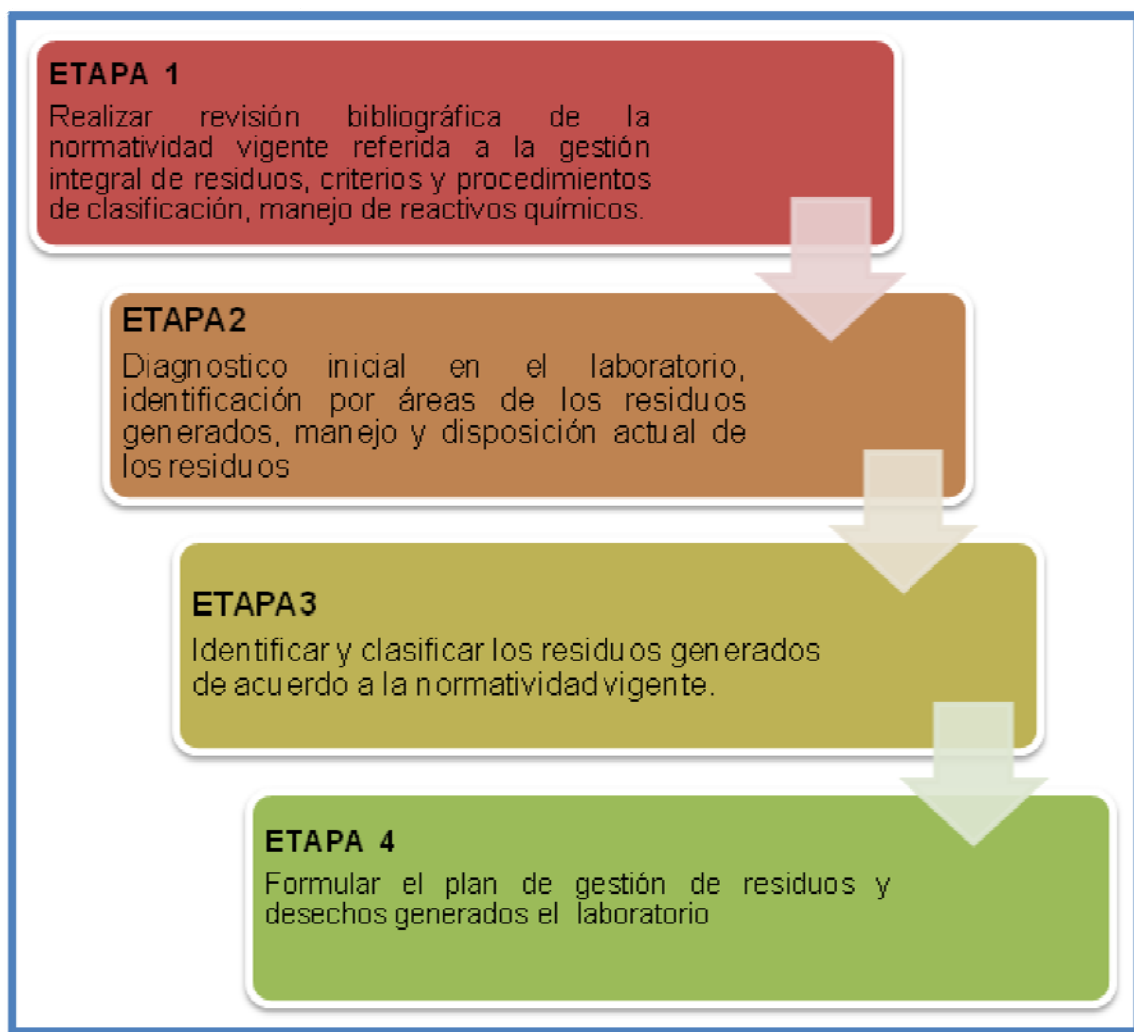 ETAPA 1
Realizar revisión bibliográfica de la
normatividad vigente referida a la gestión
integral de residuos, criterios y procedimientos
de clasificación, manejo de reactivos químicos.
ETAPA2
Diagnostico inicial en el laboratorio,
identificación por áreas de los residuos
generados, manejo y disposición actual de
los residuos
ETAPA3
Identificar y clasificar los residuos generados
de acuerdo a la normatividad vigente.
ETAPA 4
Formular el plan de gestión de residuos y
desechos generados el laboratorio